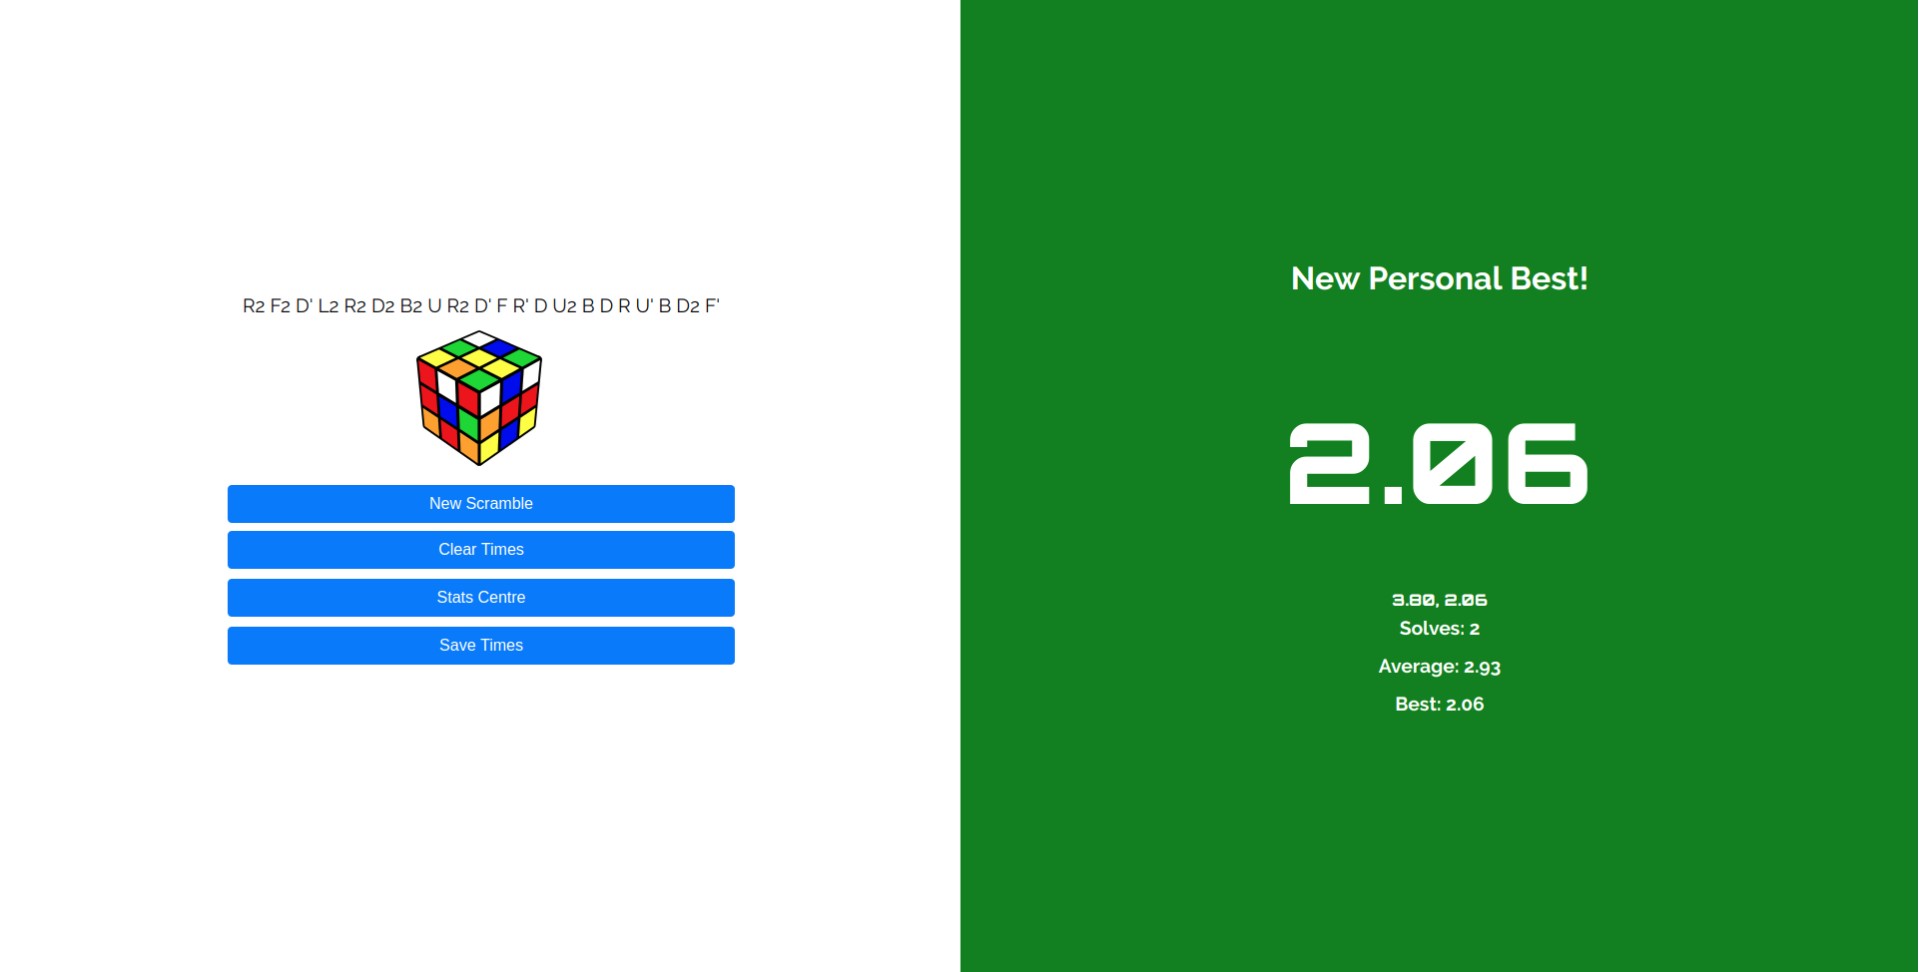 R2 F2 D' L2 R2 D2 B2 U R2 D' F R' D U2 B D R U' B D2 F'
New Scramble
Clear Times
Stats Centre
Save Times
New Personal Best!
2.06
3.80, 2.06
Solves: 2
Average: 2.93
Best: 2.06